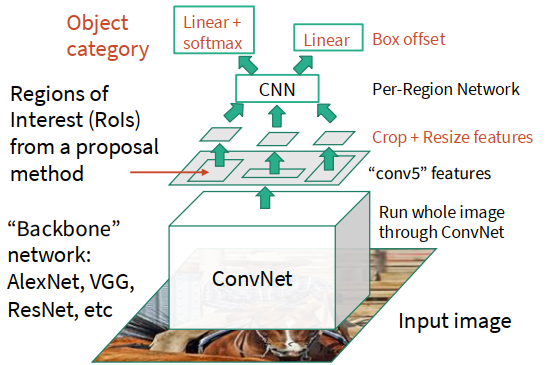 Object
category
Linear +
softmax
Linear
Box offset
CNN
Per-Region Network
Regions of
Interest (RoIs)
from a proposal
method
Crop + Resize features
“conv5” features
“Backbone”
network:
AlexNet, VGG,
ResNet, etc
Run whole image
through ConvNet
ConvNet
Input image